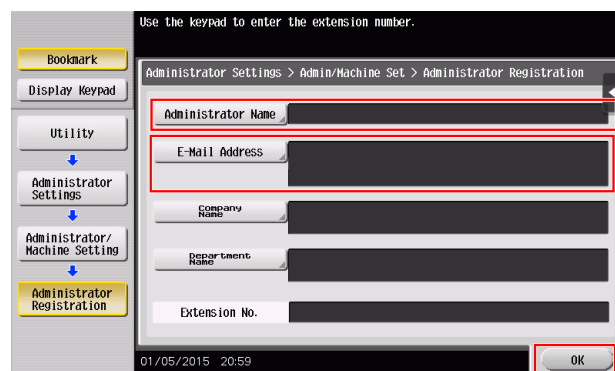 Use the keypad to enter the extension number.
Bookmark
Display Keypad
Utility
Administrator
Settings
Administrator/
Machine Setting
Administrator
Registration
Administrator Settings > Admin/Machine Set > Administrator Registration
Administrator Name
E-Mail Address
Company
Name
Department
Name
Extension No.
01/05/2015 20:59
OK